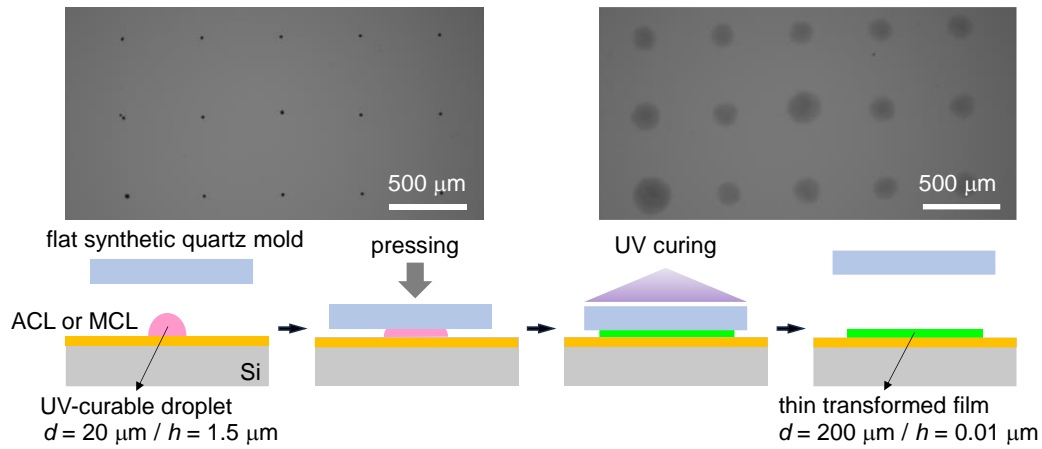 500 μm
500 μm
flat synthetic quartz mold
pressing
UV curing
ACL or MCL
Si
UV-curable droplet
d = 20 μm / h = 1.5 μm
thin transformed film
d = 200 μm / h = 0.01 μm